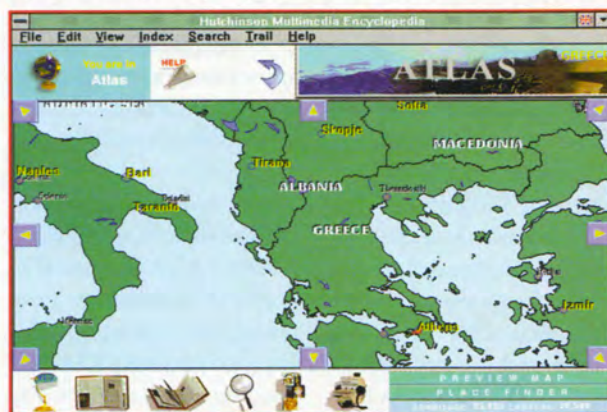 Hutchinson Multimedia Encyclopedia
File Edit View Index Search Trail Help
You are in
Atlas
HELP
ATLAS
GREECE
Sofia
Skopje
MACEDONIA
Naples
Bari
Tirana
Taranto
ALBANIA
Thessaloniki
GREECE
Izmir
Athens
PREVIEW MAP
PLACE FINDER